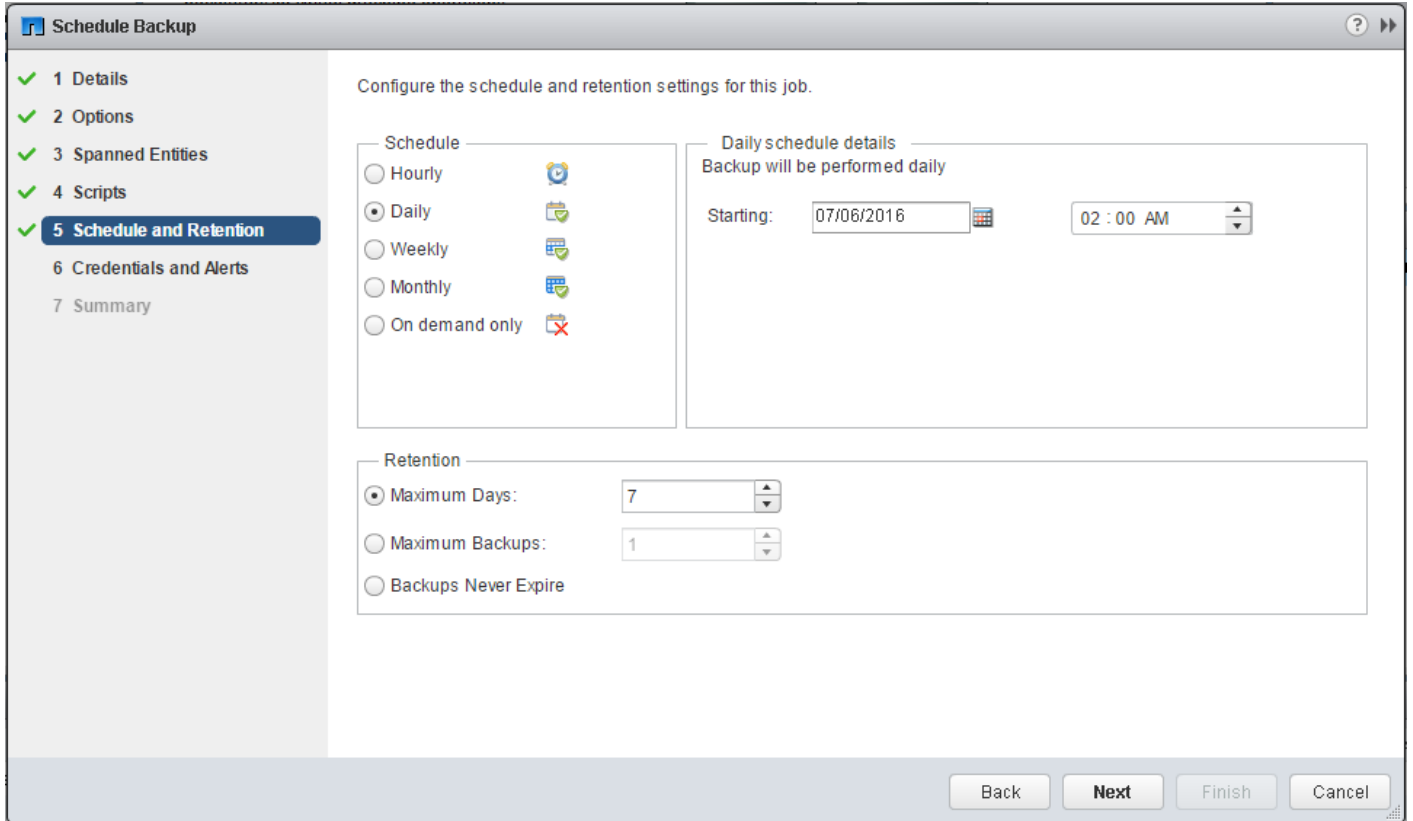 Schedule Backup
1 Details
2 Options
3 Spanned Entities
4 Scripts
5 Schedule and Retention
6 Credentials and Alerts
7 Summary
Configure the schedule and retention settings for this job.
Schedule
Hourly
Daily
Weekly
Monthly
On demand only
Daily schedule details
Backup will be performed daily
Starting: 07/06/2016 02 : 00 AM
Retention
Maximum Days: 7
Maximum Backups: 1
Backups Never Expire
Back Next Finish Cancel